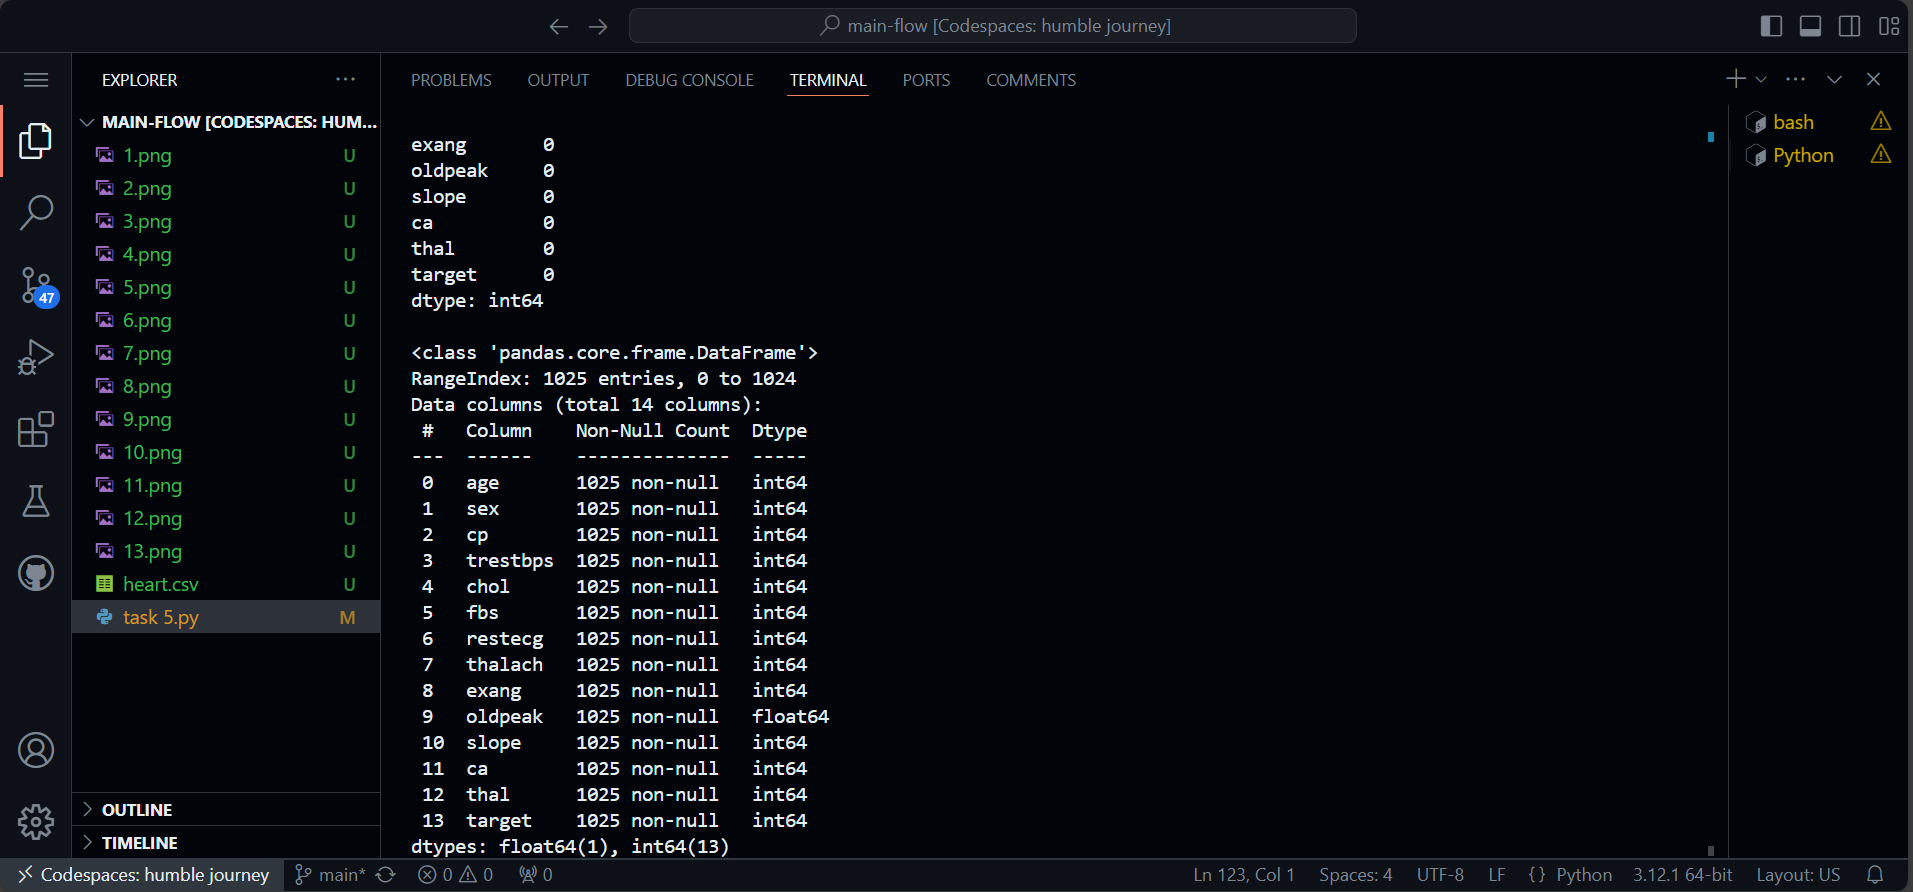 main-flow [Codespaces: humble journey]
EXPLORER
MAIN-FLOW [CODESPACES: HUM...
1.png U
2.png U
3.png U
4.png U
5.png U
6.png U
7.png U
8.png U
9.png U
10.png U
11.png U
12.png U
13.png U
heart.csv U
task 5.py M
47
OUTLINE
TIMELINE
PROBLEMS OUTPUT DEBUG CONSOLE TERMINAL PORTS COMMENTS
exang 0
oldpeak 0
slope 0
ca 0
thal 0
target 0
dtype: int64
<class 'pandas.core.frame.DataFrame'>
RangeIndex: 1025 entries, 0 to 1024
Data columns (total 14 columns):
# Column Non-Null Count Dtype
--- ------ -------------- -----
0 age 1025 non-null int64
1 sex 1025 non-null int64
2 cp 1025 non-null int64
3 trestbps 1025 non-null int64
4 chol 1025 non-null int64
5 fbs 1025 non-null int64
6 restecg 1025 non-null int64
7 thalach 1025 non-null int64
8 exang 1025 non-null int64
9 oldpeak 1025 non-null float64
10 slope 1025 non-null int64
11 ca 1025 non-null int64
12 thal 1025 non-null int64
13 target 1025 non-null int64
dtypes: float64(1), int64(13)
bash
Python
Codespaces: humble journey main* 0 0 0 Ln 123, Col 1 Spaces: 4 UTF-8 LF {} Python 3.12.1 64-bit Layout: US